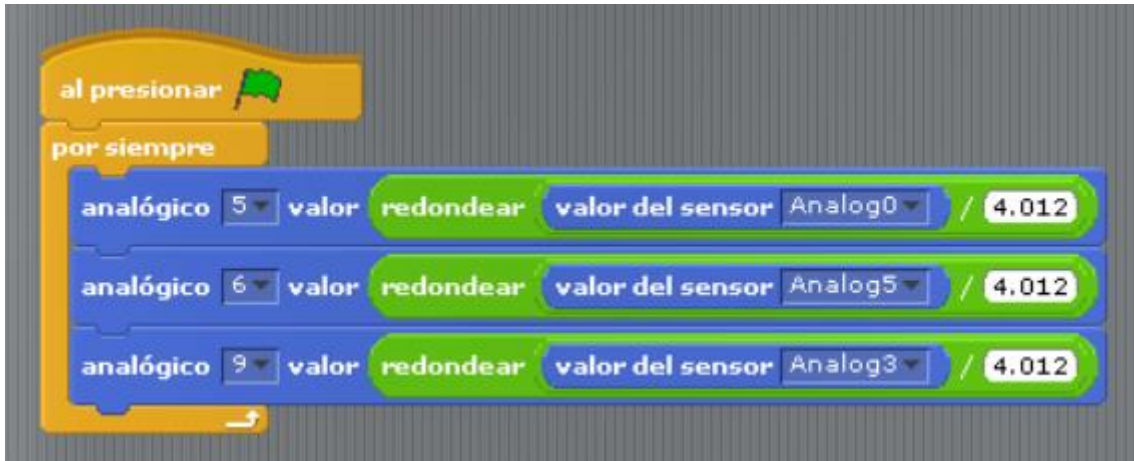 al presionar
por siempre
analógico 5 valor redondear valor del sensor Analog0 / 4.012
analógico 6 valor redondear valor del sensor Analog5 / 4.012
analógico 9 valor redondear valor del sensor Analog3 / 4.012